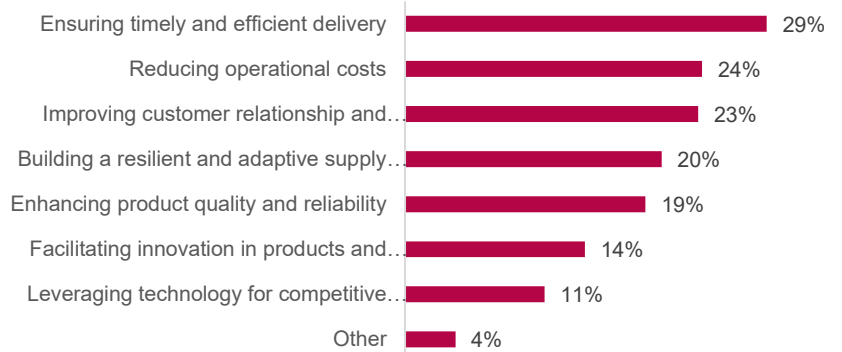 Ensuring timely and efficient delivery 29%
Reducing operational costs 24%
Improving customer relationship and... 23%
Building a resilient and adaptive supply... 20%
Enhancing product quality and reliability 19%
Facilitating innovation in products and... 14%
Leveraging technology for competitive... 11%
Other 4%